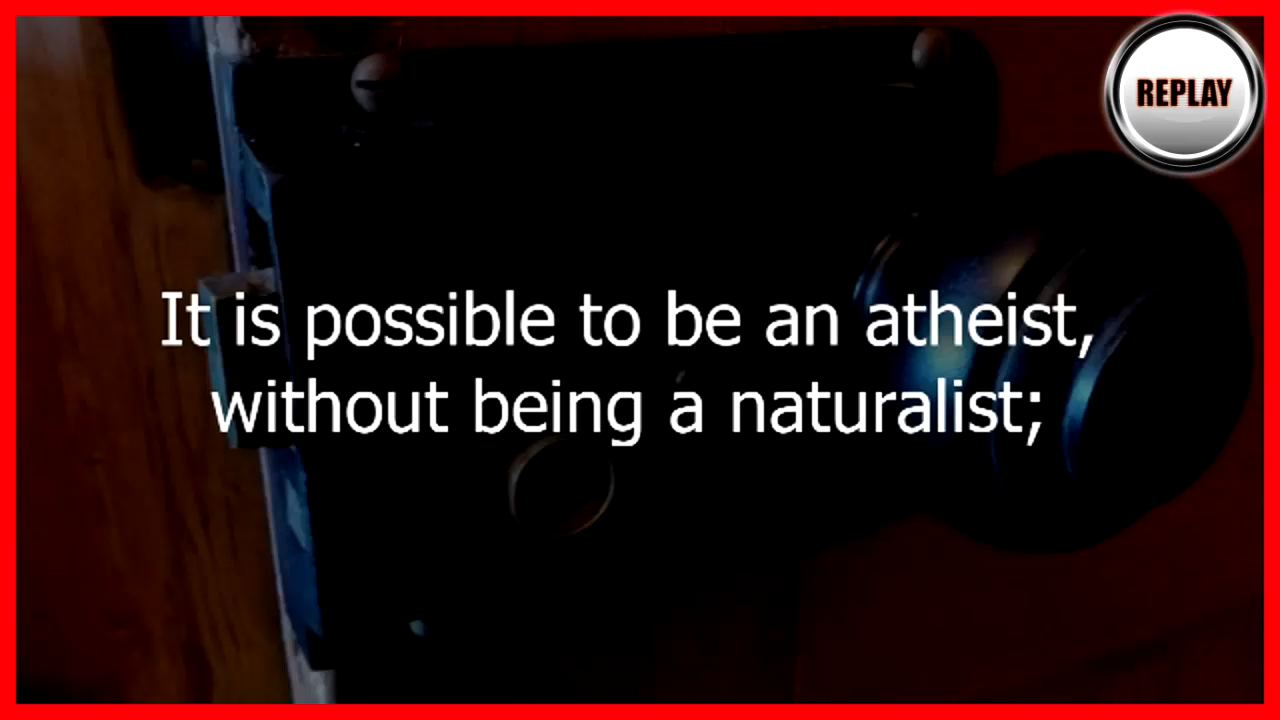 REPLAY
It is possible to be an atheist,
without being a naturalist;